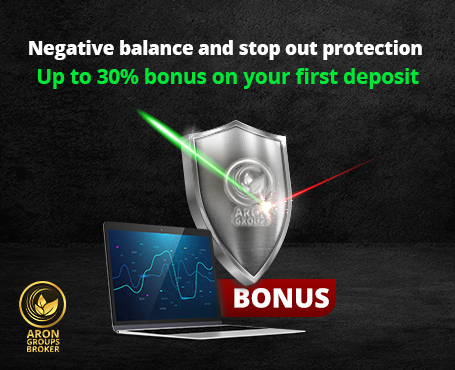 Negative balance and stop out protection
Up to 30% bonus on your first deposit
ARON
GROUPS
BONUS
ARON
GROUPS
BROKER